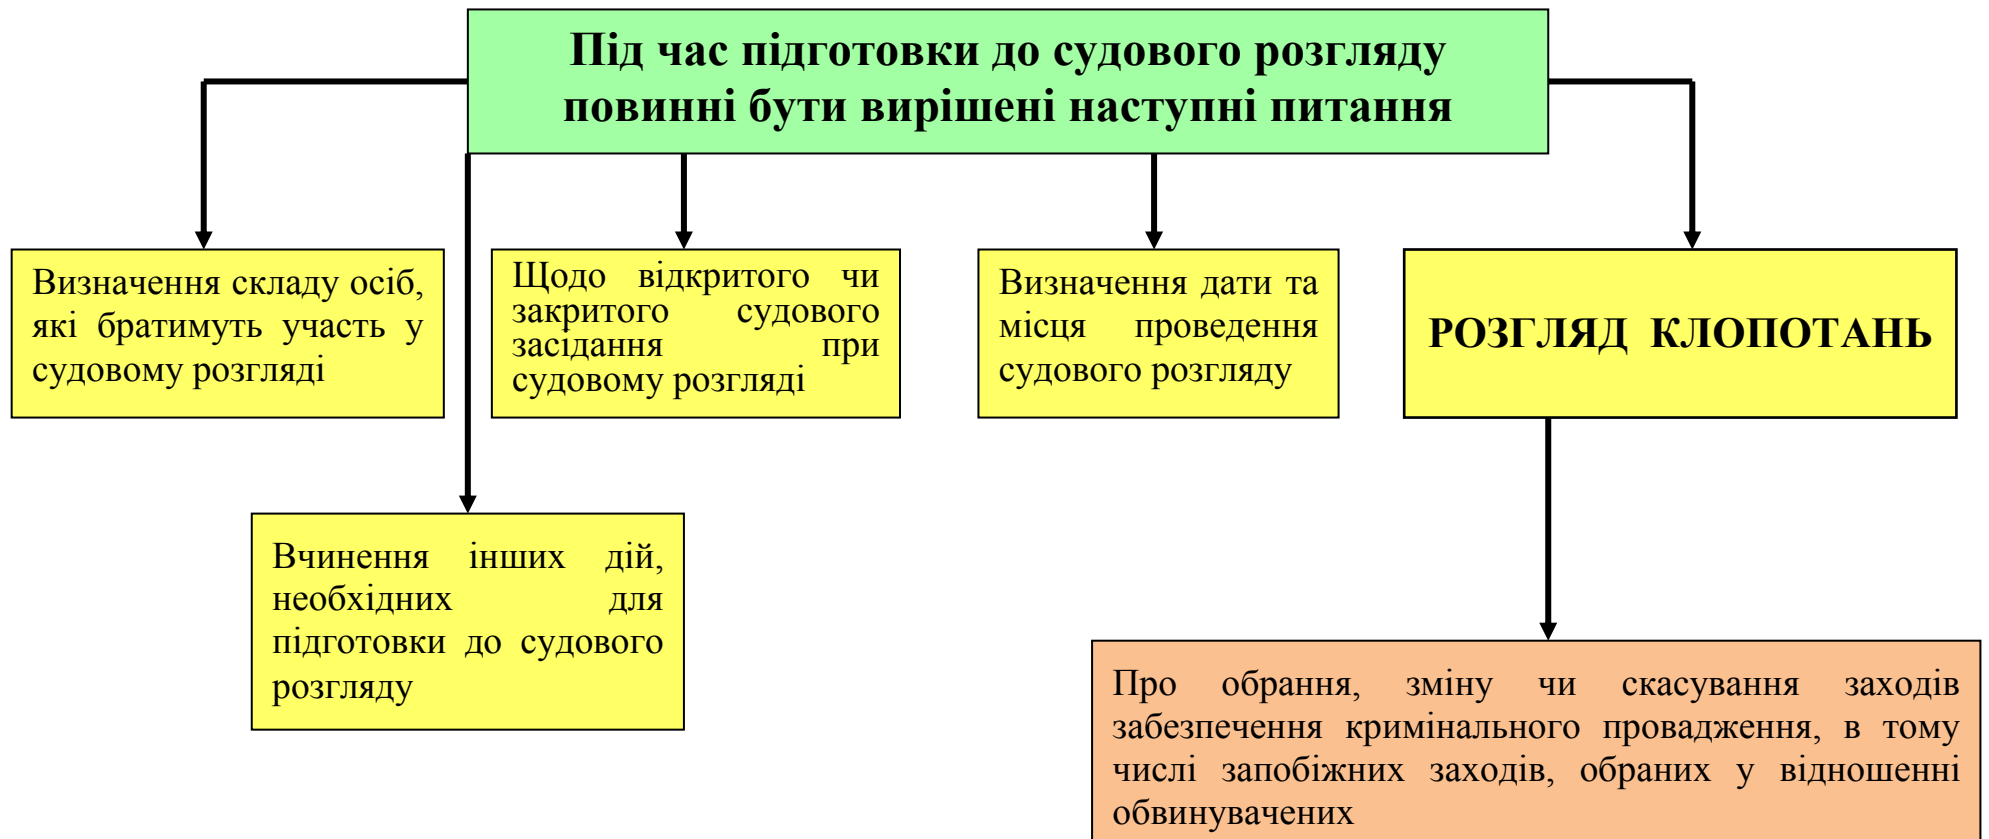 Під час підготовки до судового розгляду
повинні бути вирішені наступні питання
Визначення складу осіб,
які братимуть участь у
судовому розгляді
Щодо відкритого чи
закритого судового
засідання при
судовому розгляді
Визначення дати та
місця проведення
судового розгляду
РОЗГЛЯД КЛОПОТАНЬ
Вчинення інших дій,
необхідних для
підготовки до судового
розгляду
Про обрання, зміну чи скасування заходів
забезпечення кримінального провадження, в тому
числі запобіжних заходів, обраних у відношенні
обвинувачених